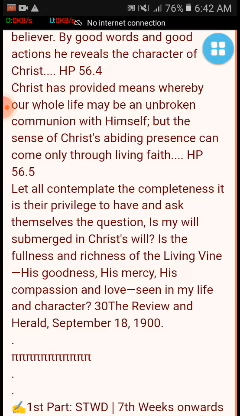 76% 6:42 AM
0:0KB/s No internet connection
believer. By good words and good
actions he reveals the character of
Christ.... HP 56.4
Christ has provided means whereby
our whole life may be an unbroken
communion with Himself; but the
sense of Christ's abiding presence can
come only through living faith.... HP
56.5
Let all contemplate the completeness it
is their privilege to have and ask
themselves the question, Is my will
submerged in Christ's will? Is the
fullness and richness of the Living Vine
—His goodness, His mercy, His
compassion and love—seen in my life
and character? 30The Review and
Herald, September 18, 1900.
.
πππππππππππ
.
.
✍1st Part: STWD | 7th Weeks onwards